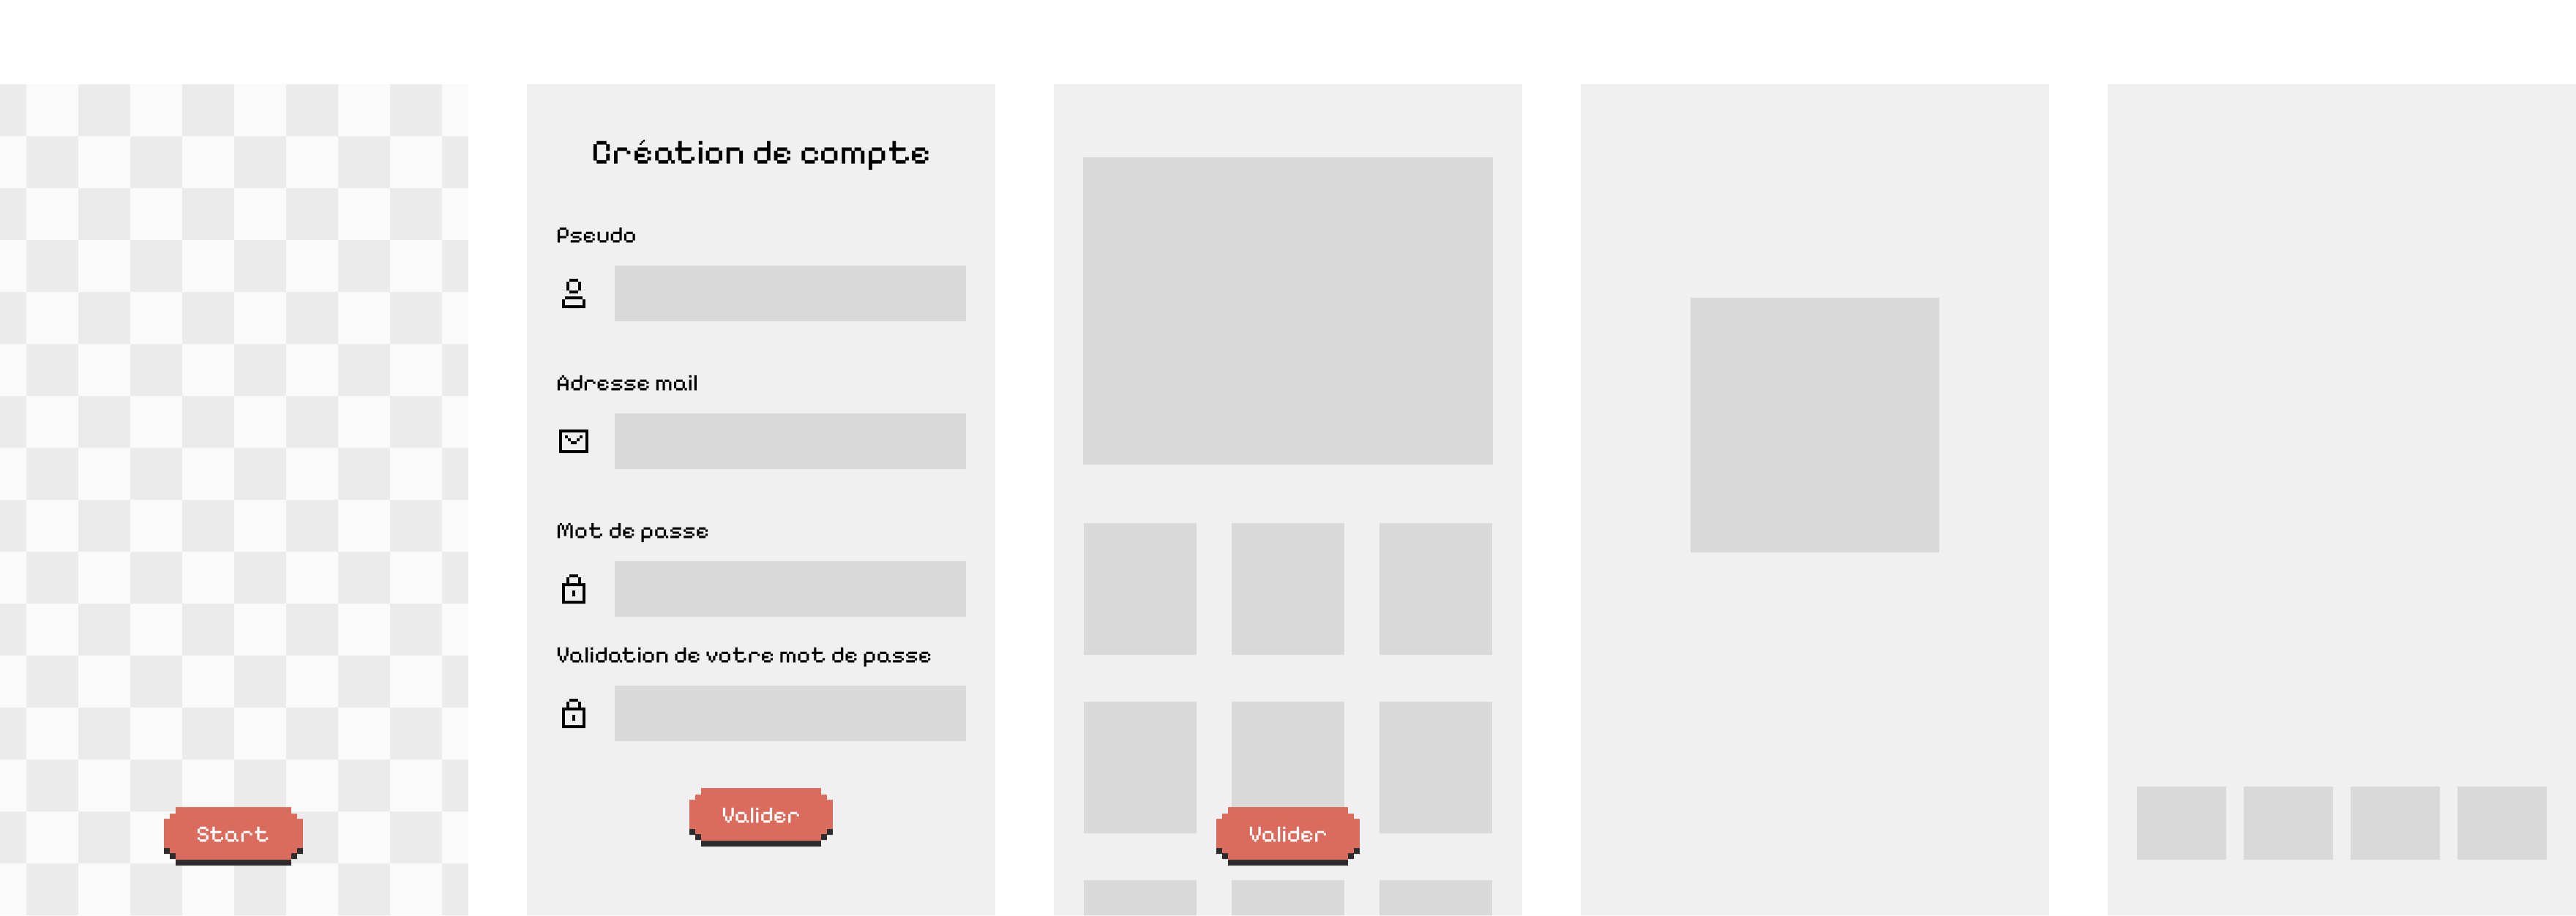 Start
Création de compte
Pseudo
Adresse mail
Mot de passe
Validation de votre mot de passe
Valider
Valider